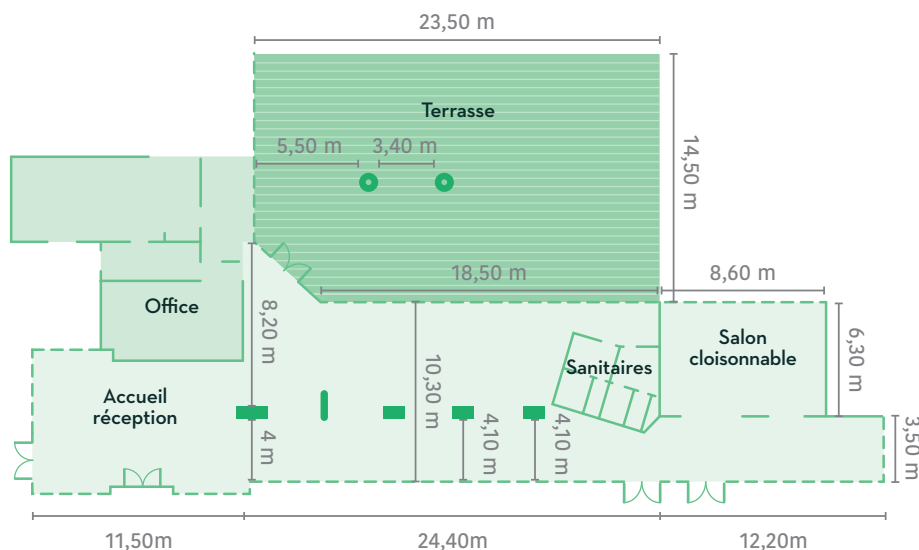 23,50 m
Terrasse
5,50 m
3,40 m
14,50 m
18,50 m
8,60 m
Office
8,20 m
10,30 m
Sanitaires
Salon
cloisonnable
6,30 m
Accueil
réception
4 m
4,10 m
4,10 m
3,50 m
11,50m
24,40m
12,20m